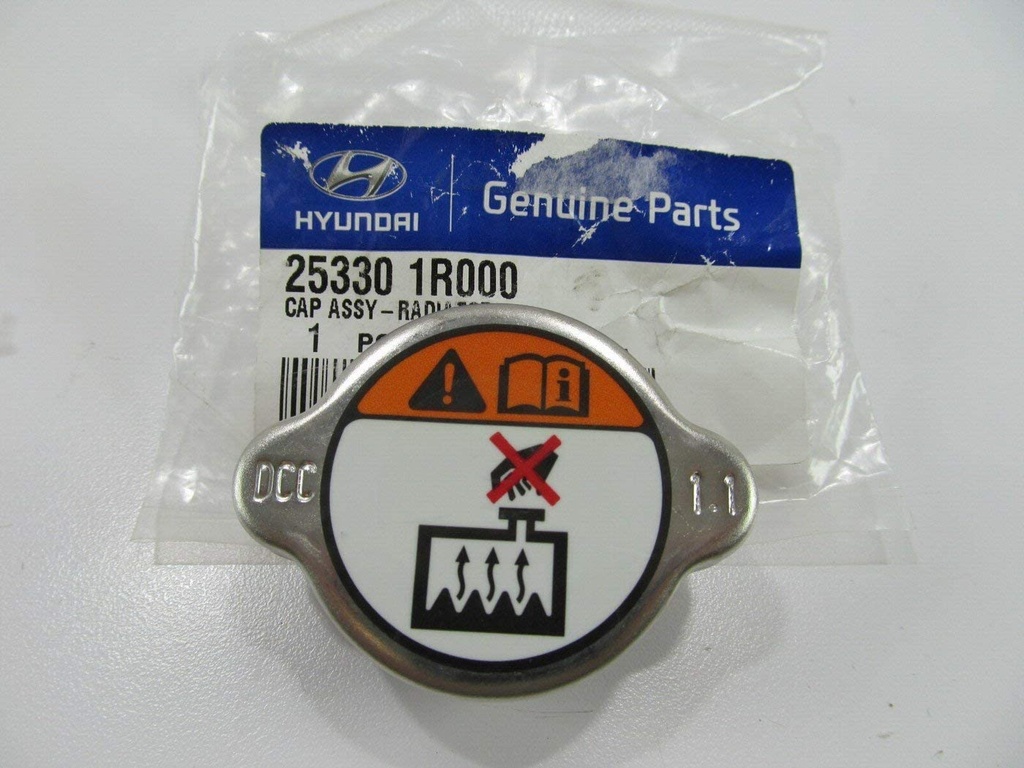 HYUNDAI
Genuine Parts
25330 1R000
CAP ASSY-
1
DCC
1.1